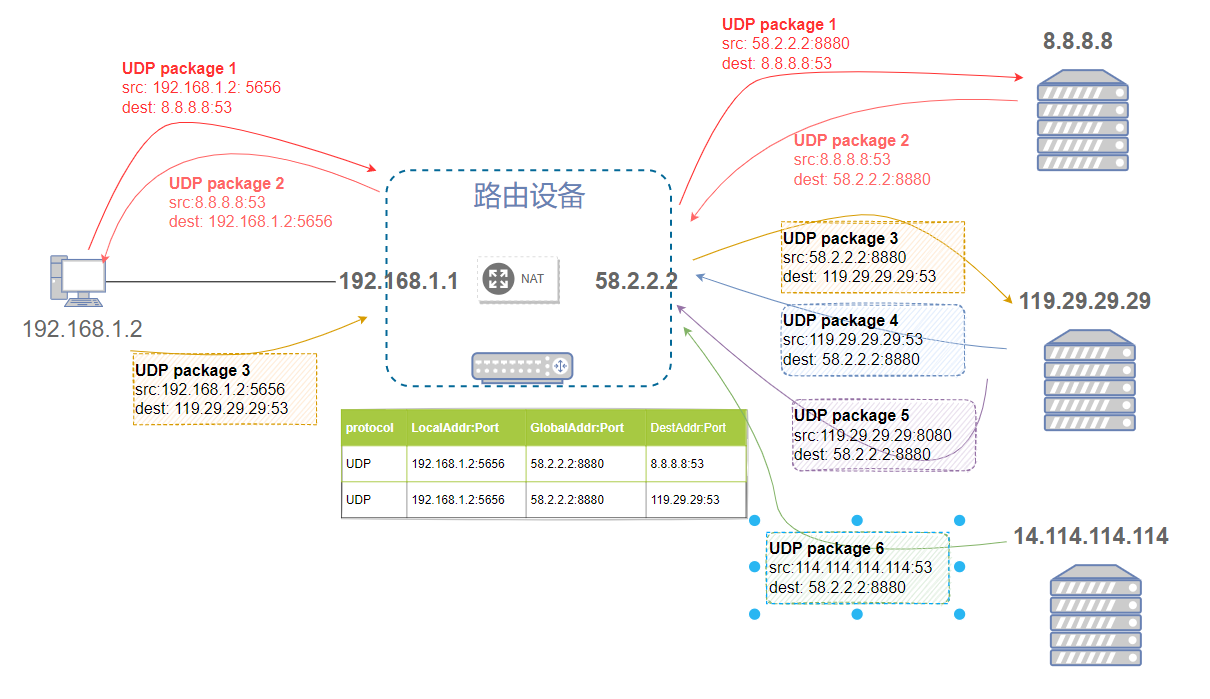 UDP package 1
src: 58.2.2.2:8880
dest: 8.8.8.8:53
8.8.8.8
UDP package 1
src: 192.168.1.2: 5656
dest: 8.8.8.8:53
UDP package 2
src:8.8.8.8:53
dest: 58.2.2.2:8880
UDP package 2
src:8.8.8.8:53
dest: 192.168.1.2:5656
路由设备
UDP package 3
src:58.2.2.2:8880
dest: 119.29.29.29:53
192.168.1.1
NAT
58.2.2.2
119.29.29.29
192.168.1.2
UDP package 4
src:119.29.29.29:53
dest: 58.2.2.2:8880
UDP package 3
src:192.168.1.2:5656
dest: 119.29.29.29:53
UDP package 5
src:119.29.29.29:8080
dest: 58.2.2.2:8880
protocol LocalAddr:Port GlobalAddr:Port DestAddr:Port
UDP 192.168.1.2:5656 58.2.2.2:8880 8.8.8.8:53
UDP 192.168.1.2:5656 58.2.2.2:8880 119.29.29:53
14.114.114.114
UDP package 6
src:114.114.114.114:53
dest: 58.2.2.2:8880